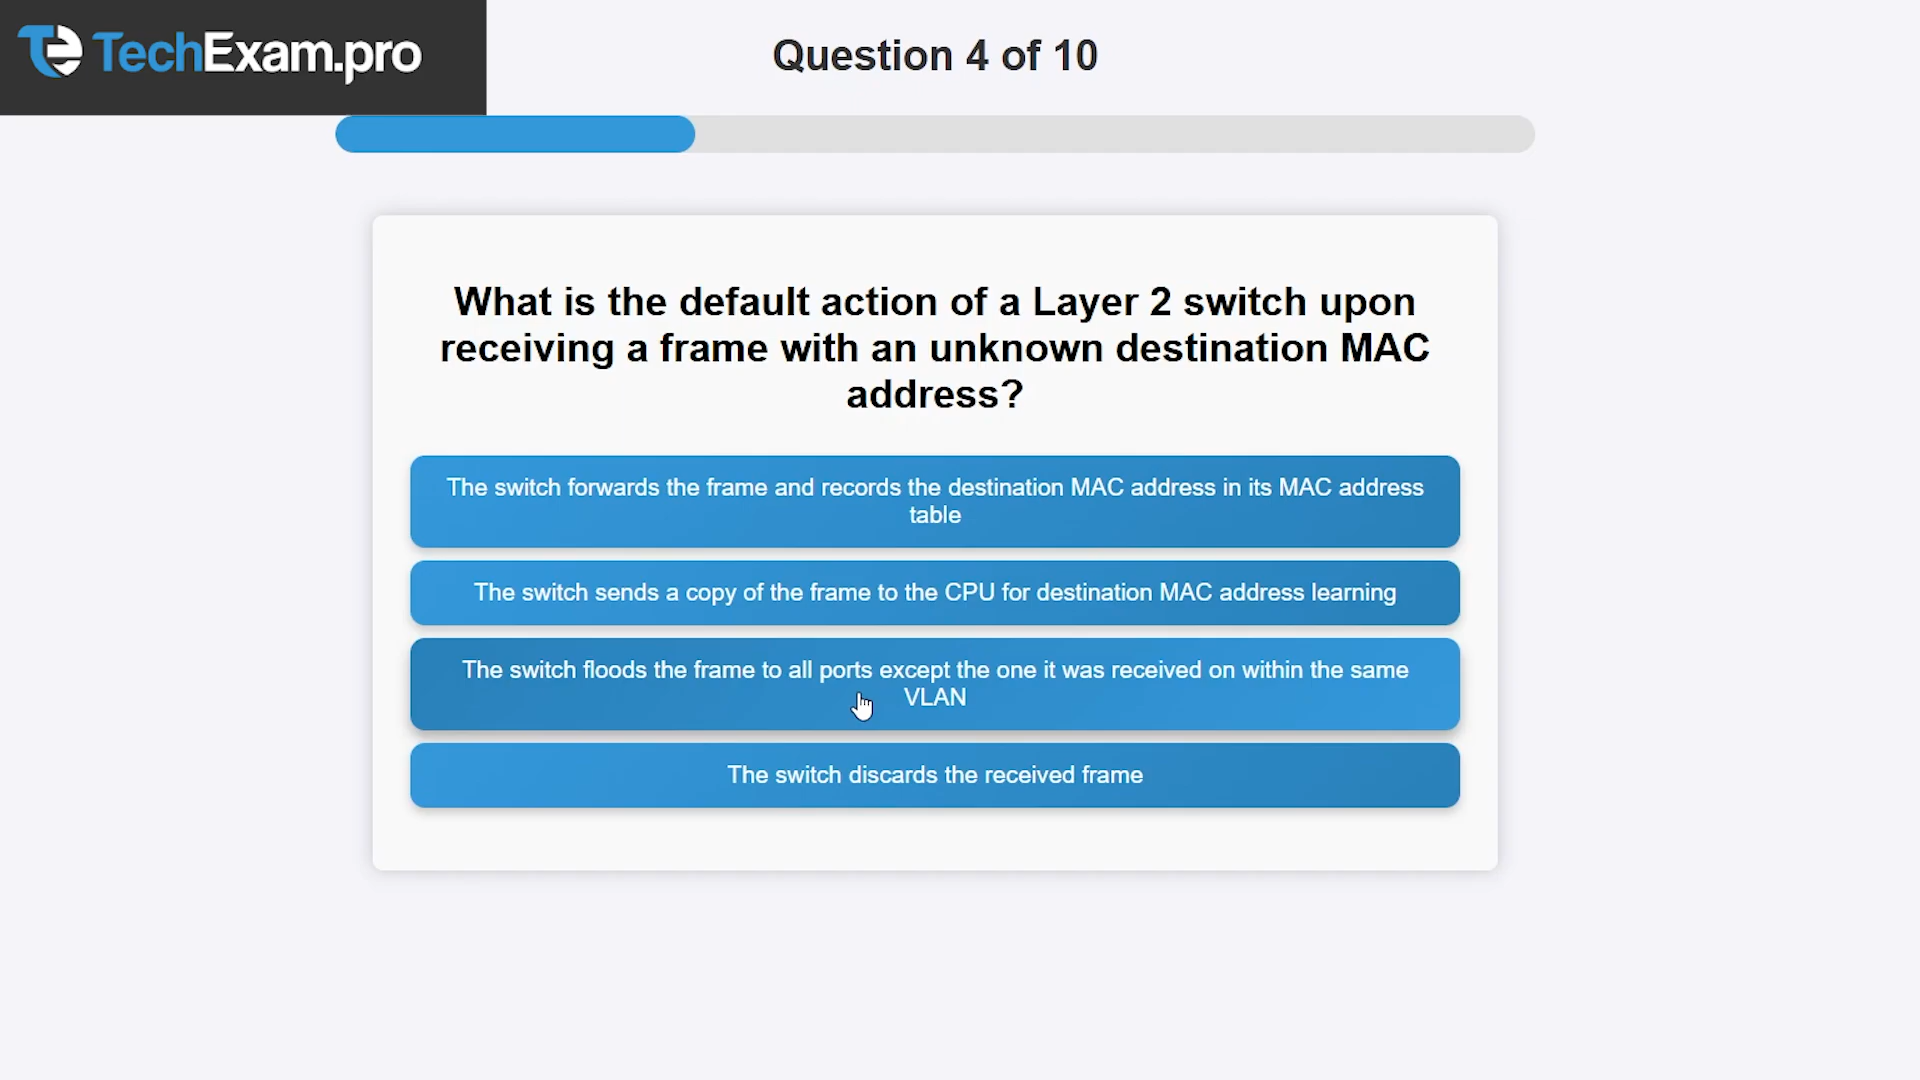 TechExam.pro
Question 4 of 10
What is the default action of a Layer 2 switch upon
receiving a frame with an unknown destination MAC
address?
The switch forwards the frame and records the destination MAC address in its MAC address
table
The switch sends a copy of the frame to the CPU for destination MAC address learning
The switch floods the frame to all ports except the one it was received on within the same
VLAN
The switch discards the received frame